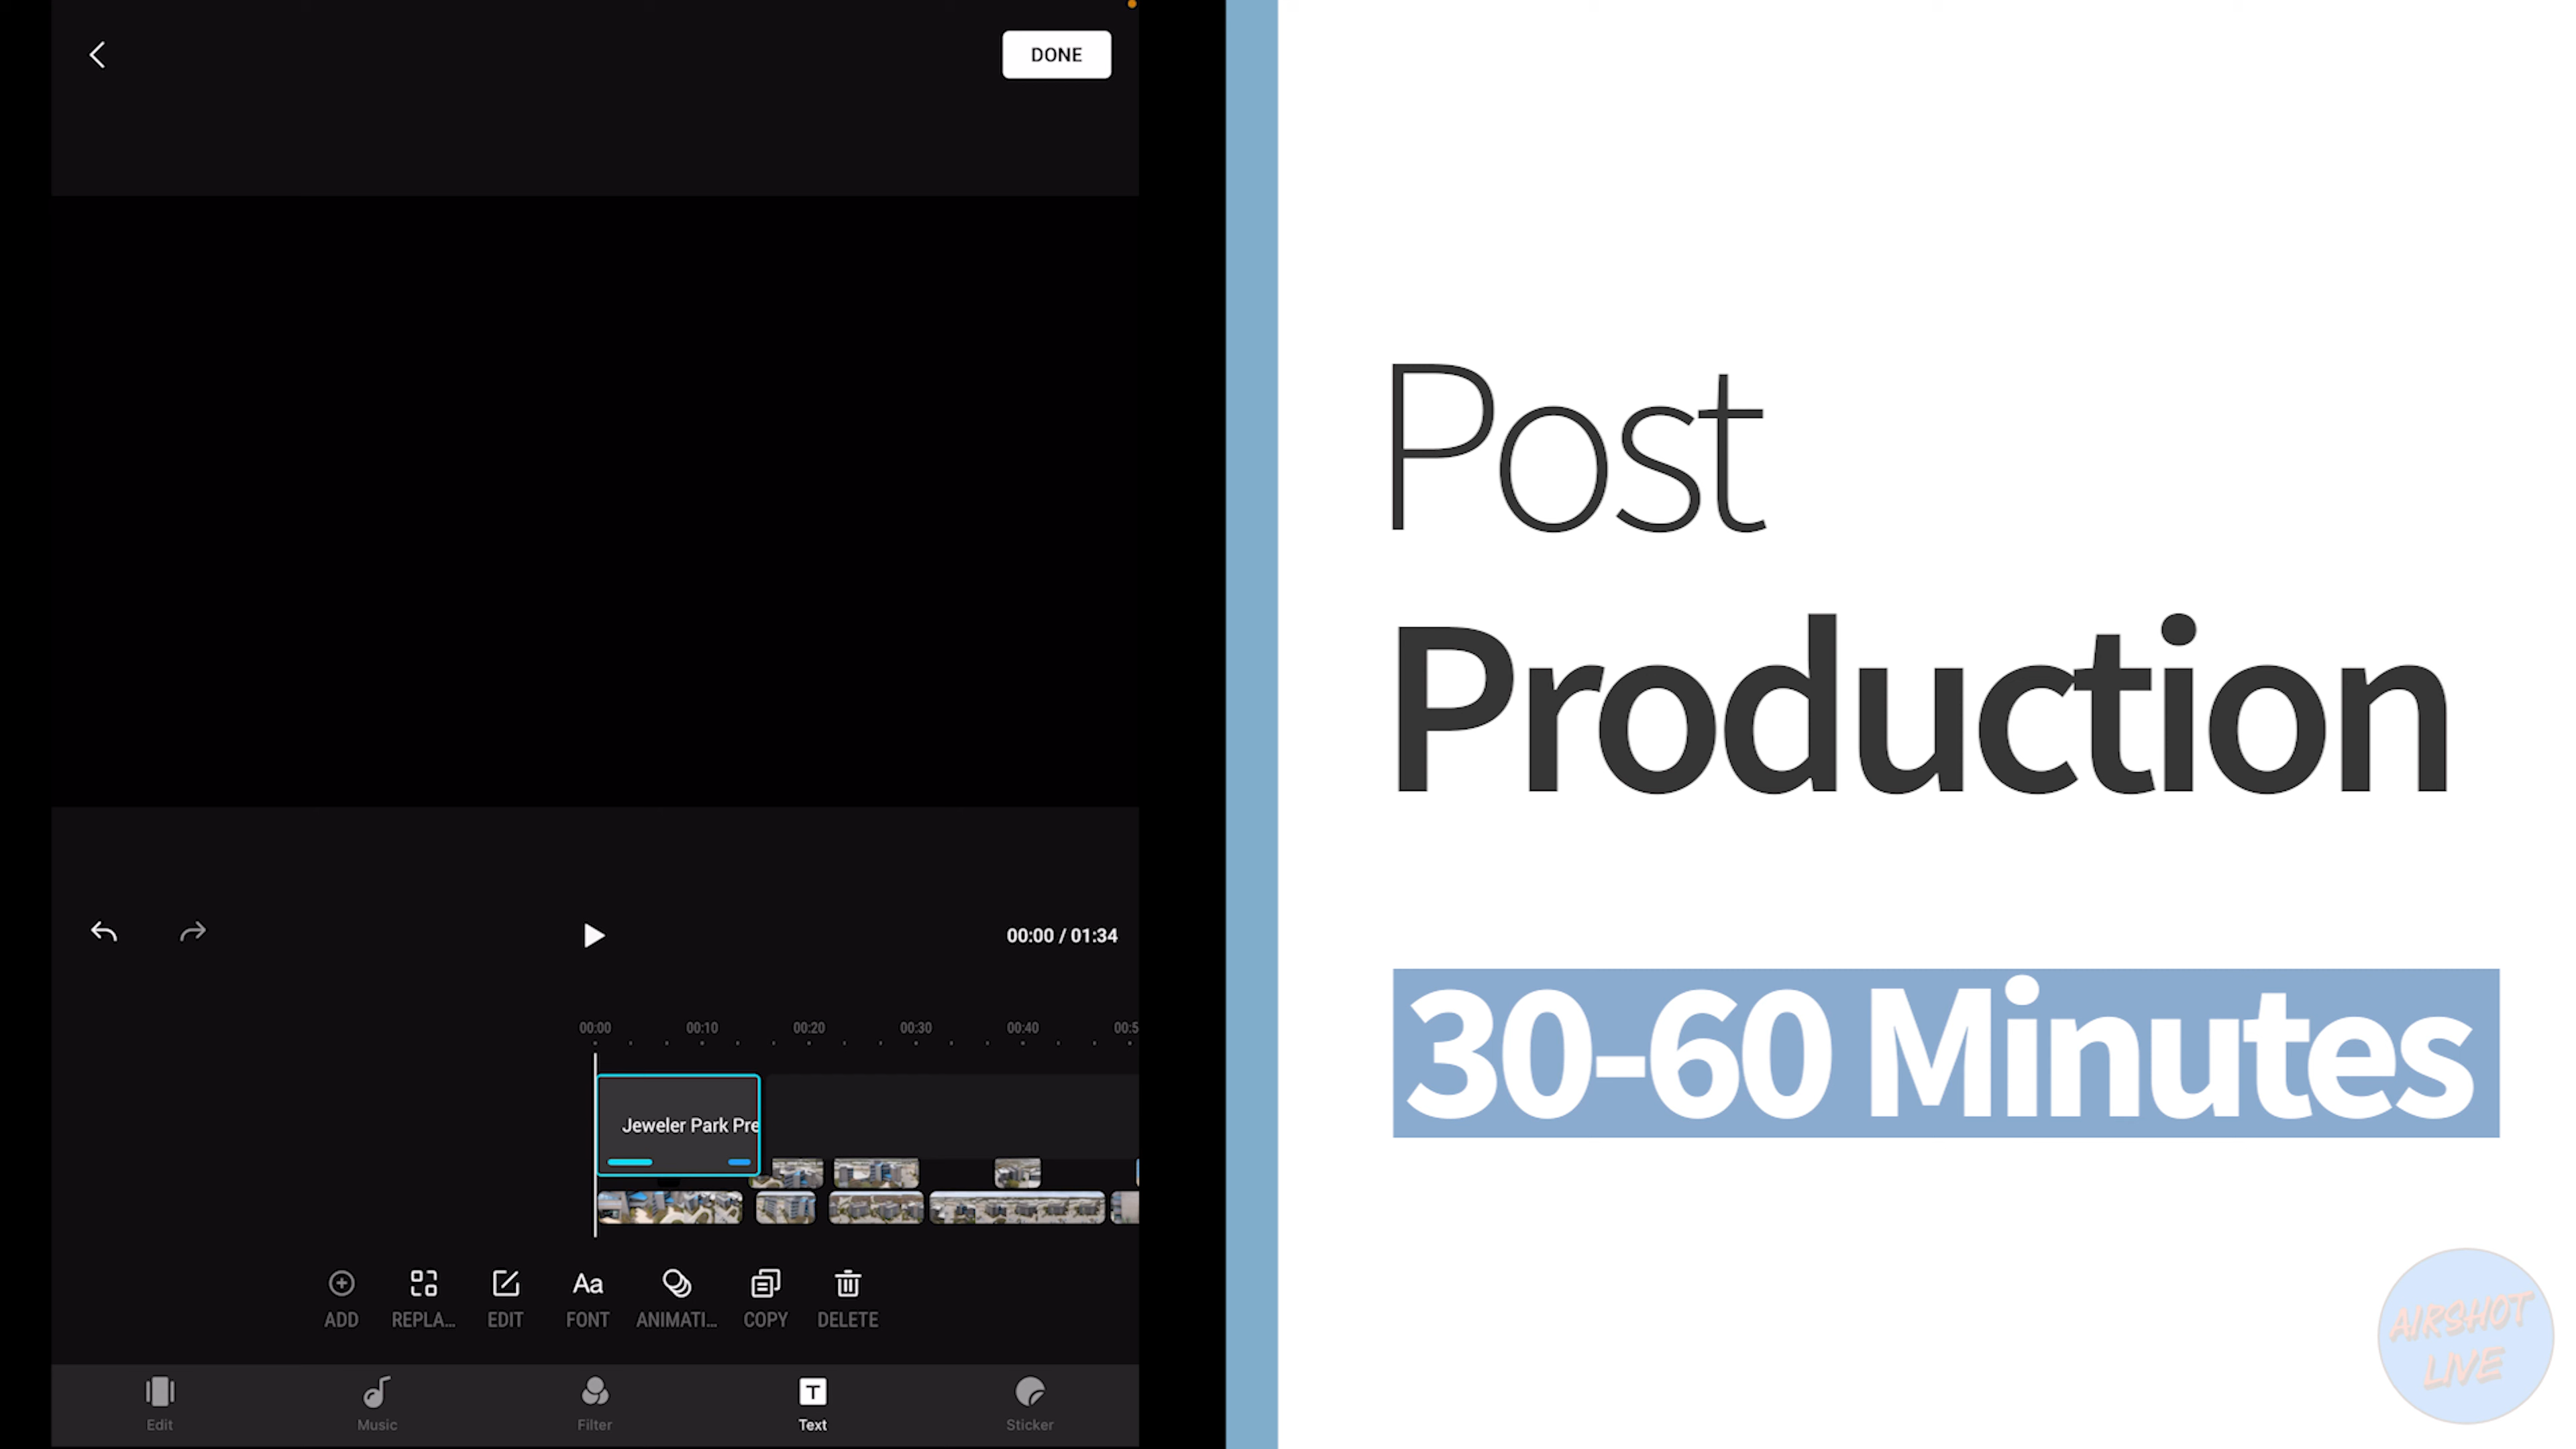 DONE
00:00 / 01:34
00:00 00:10 00:20 00:30 00:40 00:5
Jeweler Park Pre
ADD REPLA... EDIT Aa FONT ANIMATI... COPY DELETE
Edit Music Filter T Text Sticker
Post
Production
30-60 Minutes
AIRSHOT
LIVE